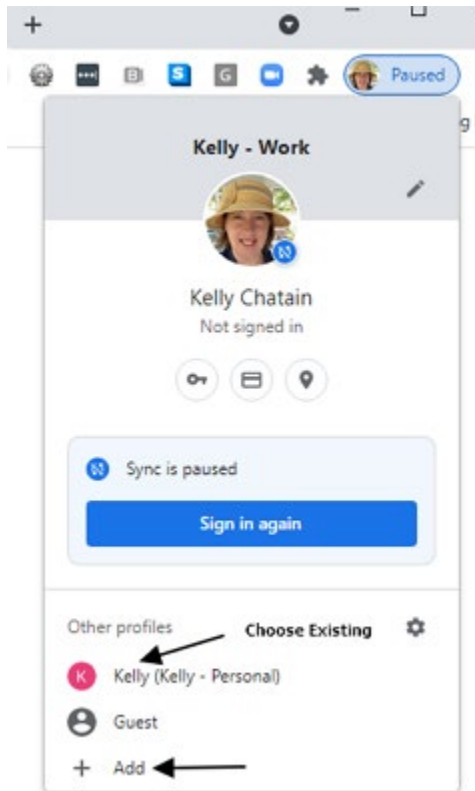 Paused
g
Kelly - Work
Kelly Chatain
Not signed in
Sync is paused
Sign in again
Other profiles
Choose Existing
K Kelly (Kelly - Personal)
Guest
+ Add